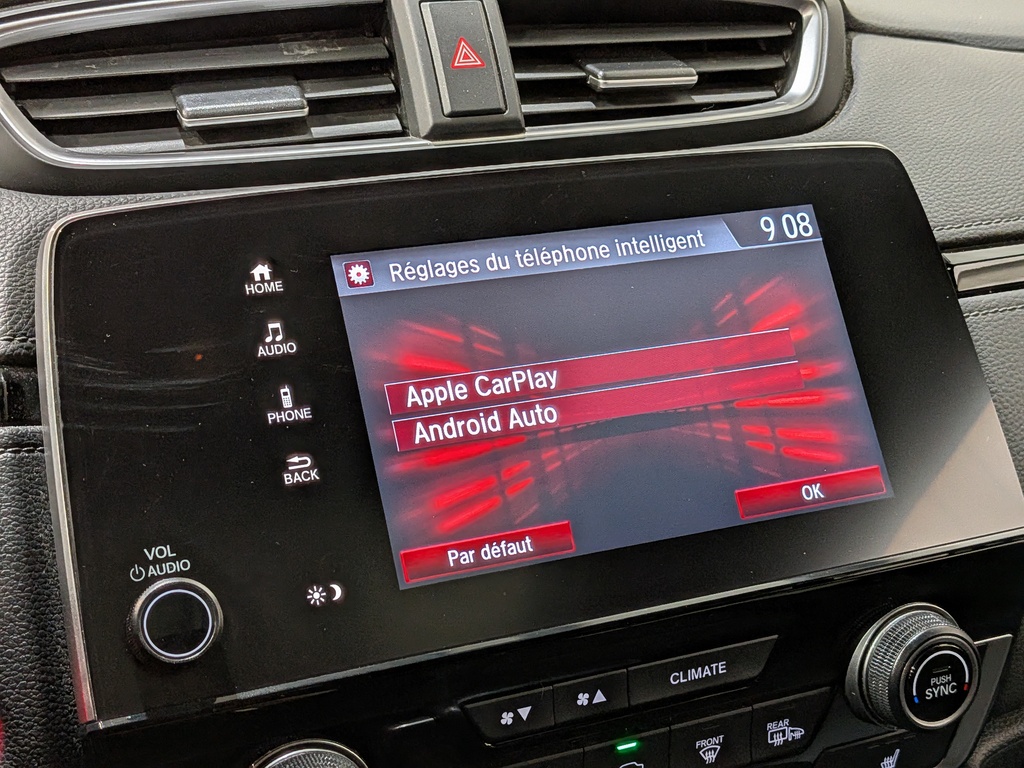 Réglages du téléphone intelligent
9 08
HOME
AUDIO
PHONE
BACK
Apple CarPlay
Android Auto
OK
Par défaut
VOL
AUDIO
CLIMATE
PUSH
SYNC
FRONT
REAR